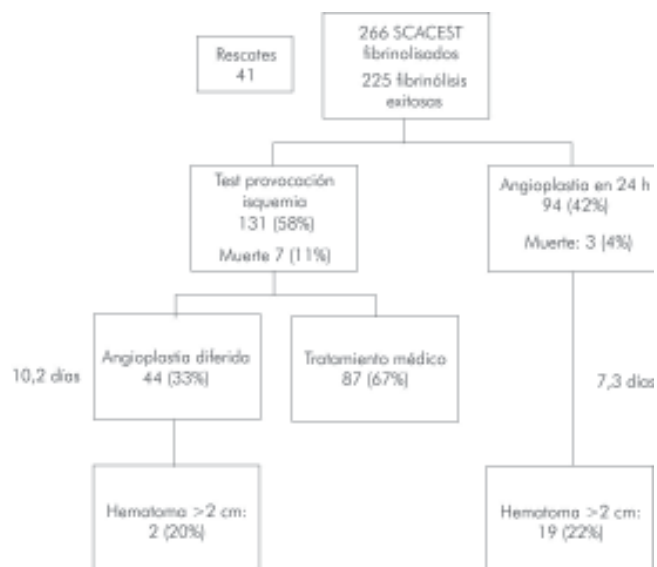 266 SCACEST
fibrinolisados
225 fibrinólisis
exitosas
Rescates
41
Test provocación
isquemia
131 (58%)
Muerte 7 (11%)
Angioplastia en 24 h
94 (42%)
Muerte: 3 (4%)
10,2 días
Angioplastia diferida
44 (33%)
Tratamiento médico
87 (67%)
7,3 días
Hematoma >2 cm:
2 (20%)
Hematoma >2 cm:
19 (22%)